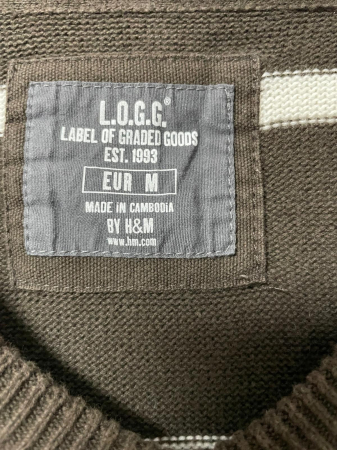 L.O.G.G.®
LABEL OF GRADED GOODS
EST. 1993
EUR M
MADE IN CAMBODIA
BY H&M
www.hm.com